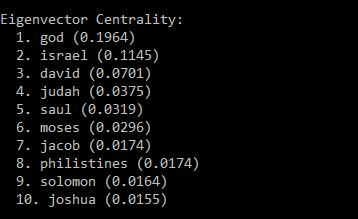 Eigenvector Centrality:
1. god (0.1964)
2. israel (0.1145)
3. david (0.0701)
4. judah (0.0375)
5. saul (0.0319)
6. moses (0.0296)
7. jacob (0.0174)
8. philistines (0.0174)
9. solomon (0.0164)
10. joshua (0.0155)